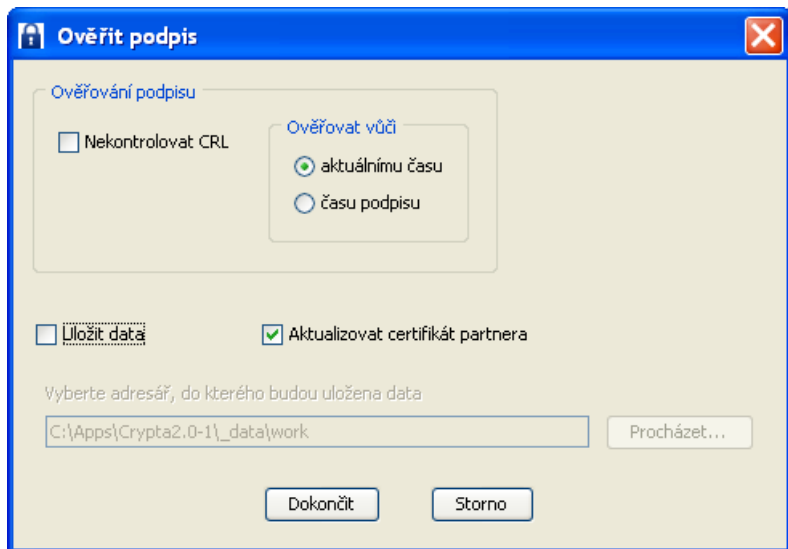 Ověřit podpis
Ověřování podpisu
Nekontrolovat CRL
Ověřovat vůči
aktuálnímu času
času podpisu
Uložit data
Aktualizovat certifikát partnera
Vyberte adresář, do kterého budou uložena data
C:\Apps\Crypta2.0-1\_data\work
Procházet...
Dokončit
Storno